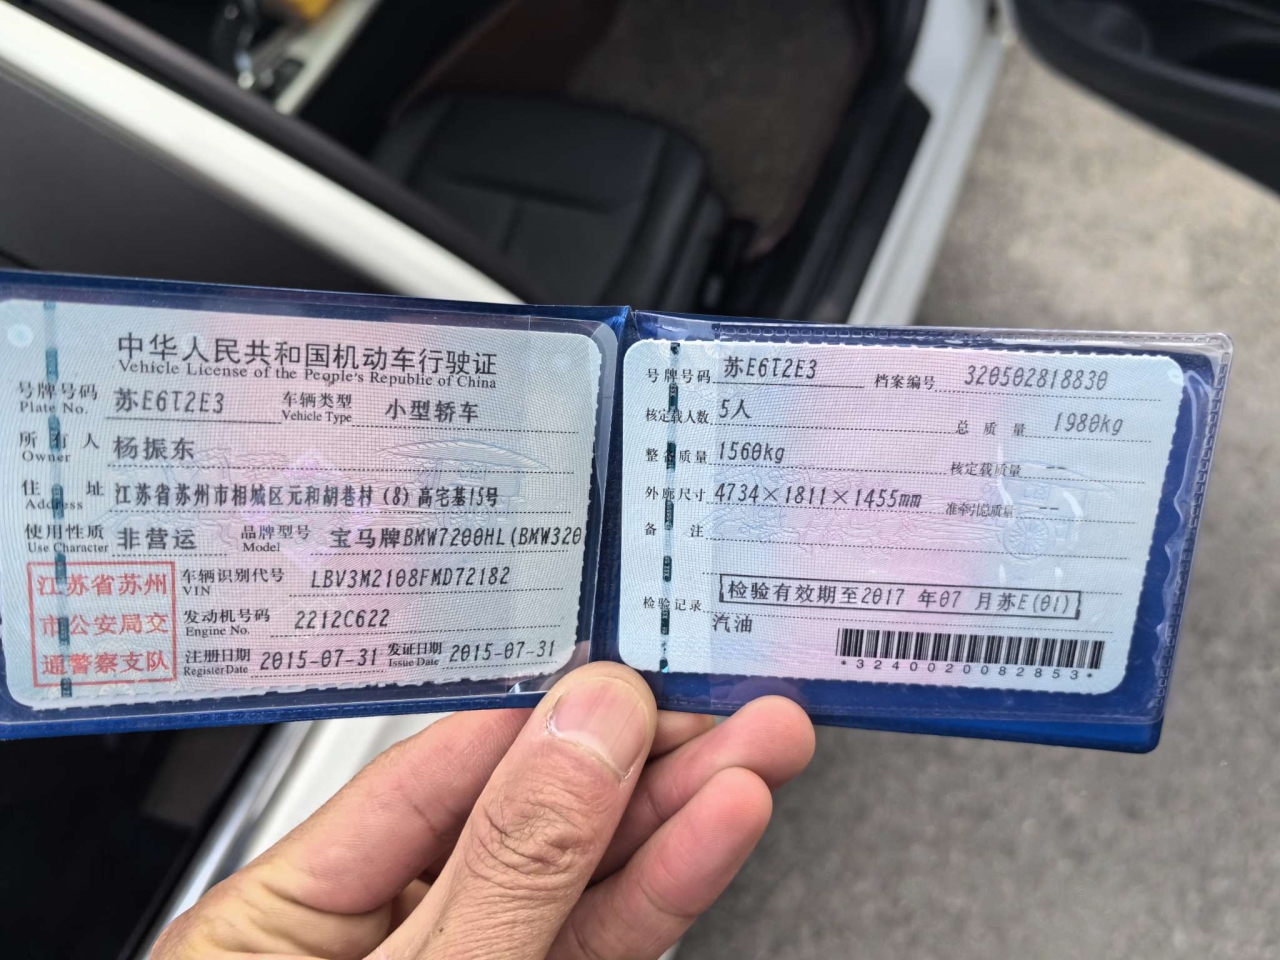 中华人民共和国机动车行驶证
Vehicle License of the People's Republic of China
号牌号码 Plate No. 苏E6T2E3 车辆类型 Vehicle Type 小型轿车
所有人 Owner 杨振东
住址 Address 江苏省苏州市相城区元和胡巷村(8)高宅基15号
使用性质 Use Character 非营运 品牌型号 Model 宝马牌BMW7200HL(BMW320
江苏省苏州
市公安局交
通警察支队
车辆识别代号 VIN LBV3M2108FMD72182
发动机号码 Engine No. 2212C622
注册日期 Register Date 2015-07-31 发证日期 Issue Date 2015-07-31
号牌号码 苏E6T2E3 档案编号 320502818830
核定载人数 5人 总质量 1980kg
整备质量 1560kg 核定载质量
外廓尺寸 4734×1811×1455mm 准牵引总质量 --
备注
检验记录 检验有效期至2017 年07 月苏E(01)
汽油
*3240020082853*